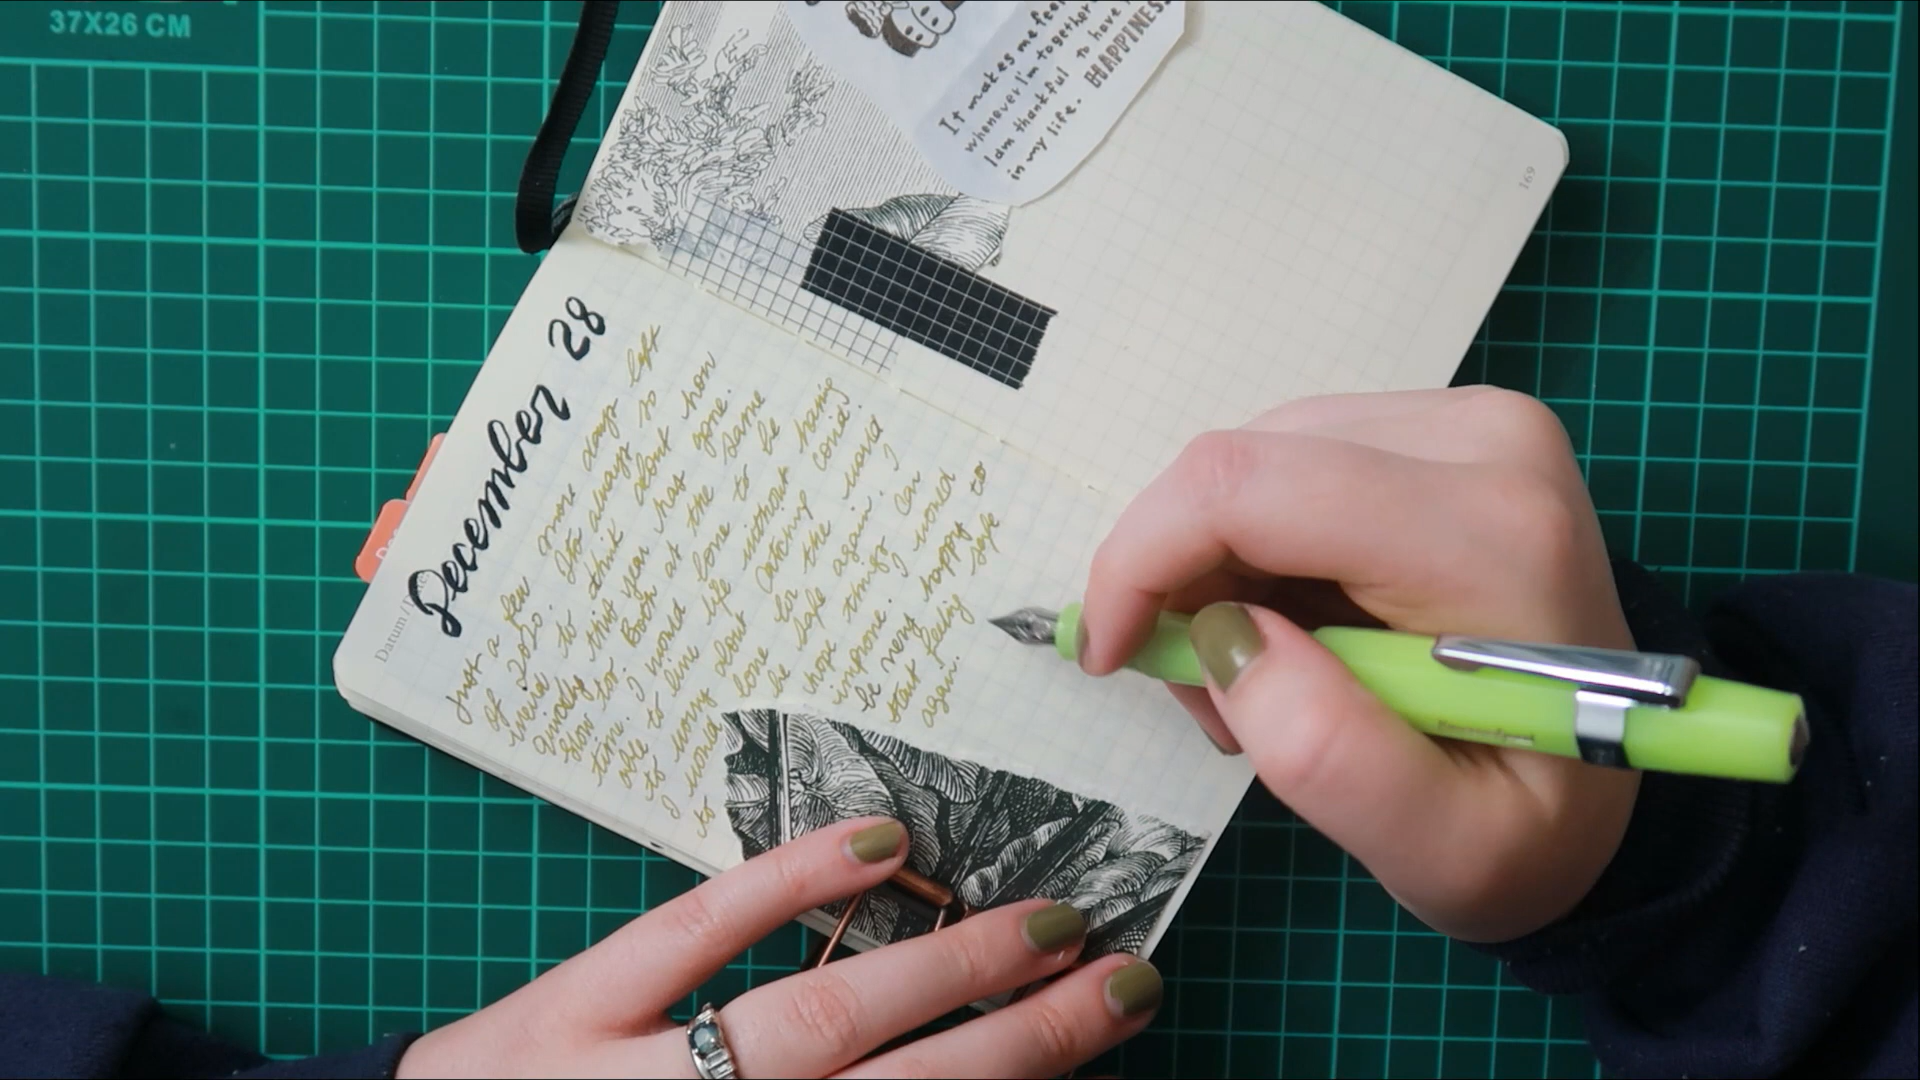 37X26 CM
It makes me feel
whenever I'm together
I am thankful to have
in my life. HAPPINESS
169
Datum
December 28
Just a few more days left
of 2020. Its always so
weird to think about how
quickly this year has gone.
Slow too. Both at the same
time. I would love to be
able to live life without having
to worry about catching covid.
I would love for the world
to be safe again. I
hope things can
improve. I would
be very happy to
start feeling safe
again.